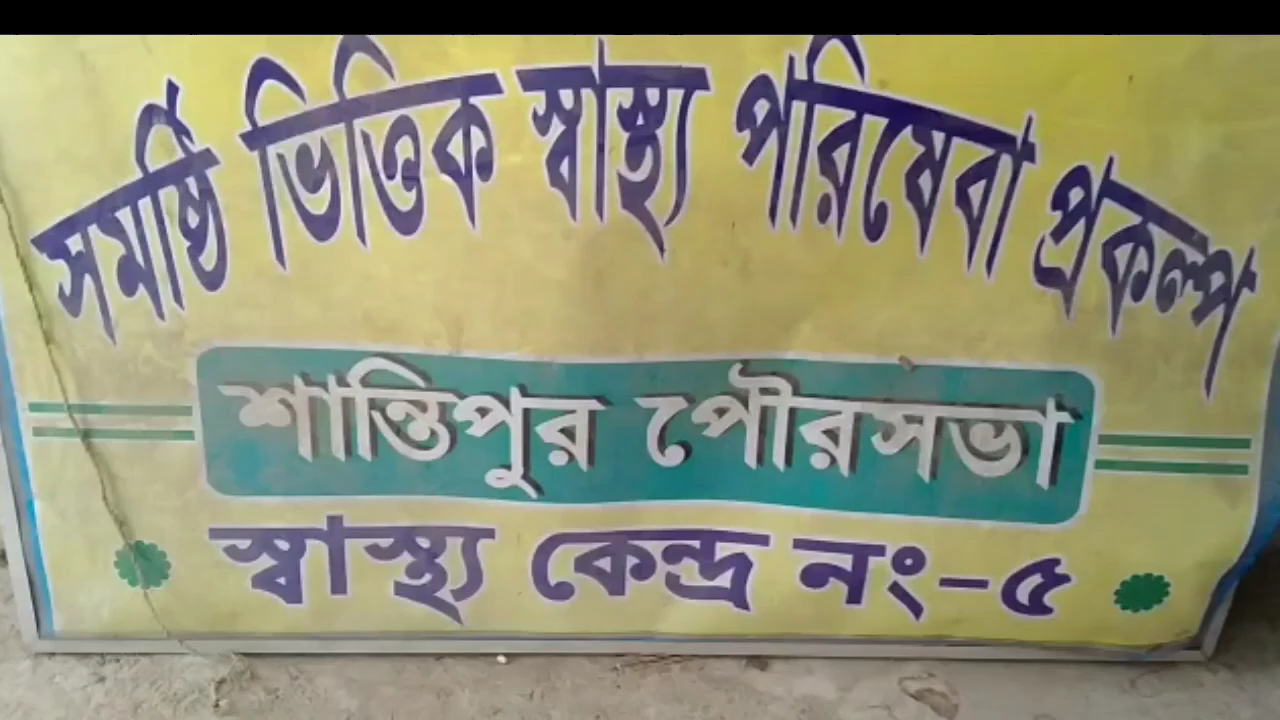 সমষ্ঠি ভিত্তিক স্বাস্থ্য পরিষেবা প্রকল্প
শান্তিপুর পৌরসভা
স্বাস্থ্য কেন্দ্র নং-৫